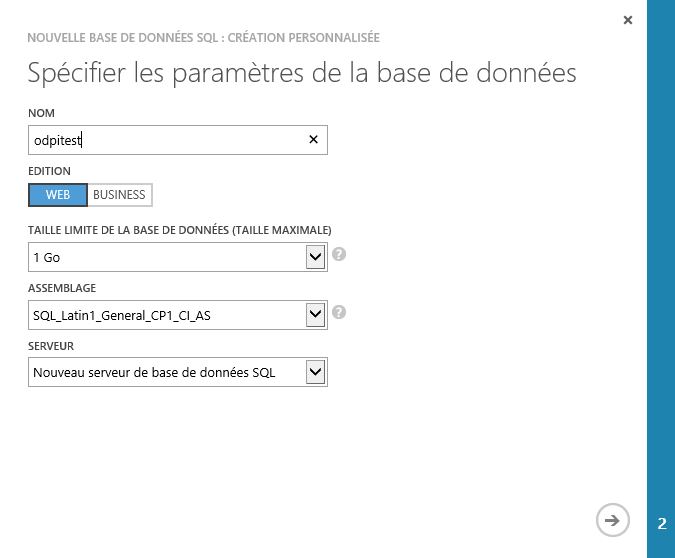 NOUVELLE BASE DE DONNÉES SQL : CRÉATION PERSONNALISÉE
Spécifier les paramètres de la base de données
NOM
odpitest
EDITION
WEB BUSINESS
TAILLE LIMITE DE LA BASE DE DONNÉES (TAILLE MAXIMALE)
1 Go
ASSEMBLAGE
SQL_Latin1_General_CP1_CI_AS
SERVEUR
Nouveau serveur de base de données SQL
2